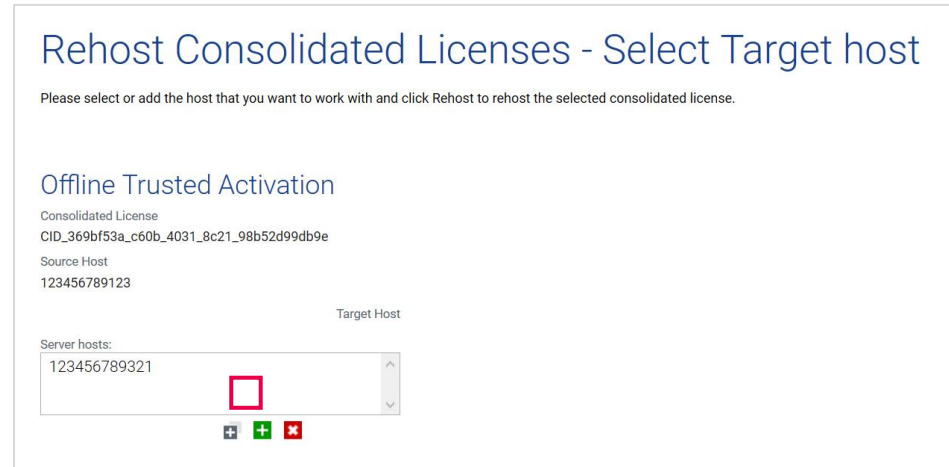 Rehost Consolidated Licenses - Select Target host
Please select or add the host that you want to work with and click Rehost to rehost the selected consolidated license.
Offline Trusted Activation
Consolidated License
CID_369bf53a_c60b_4031_8c21_98b52d99db9e
Source Host
123456789123
Target Host
Server hosts:
123456789321